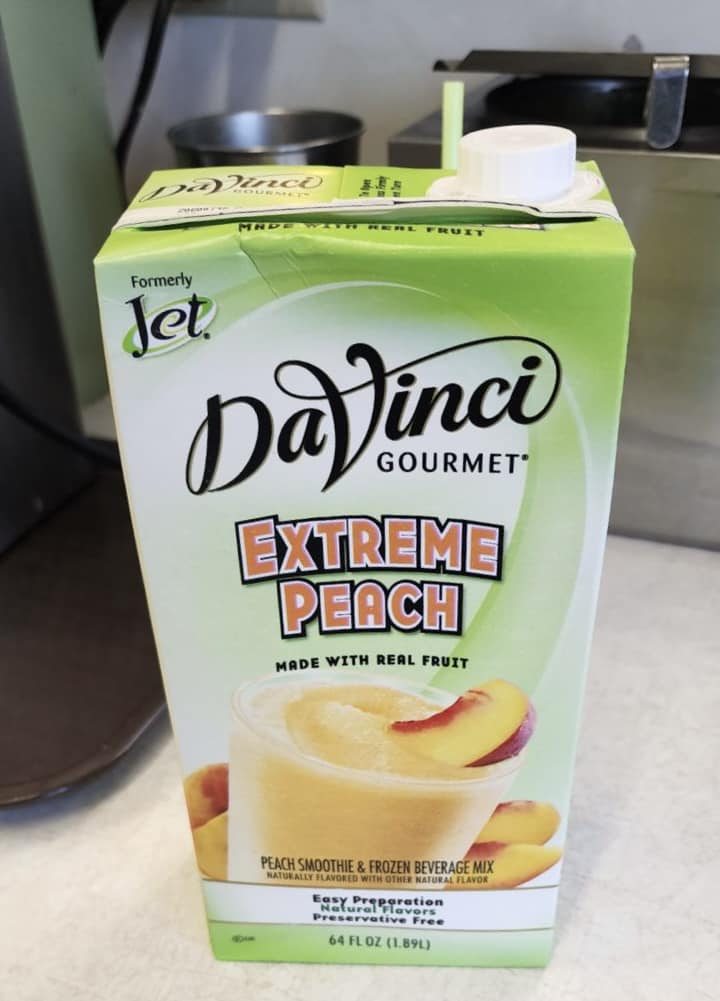 DaVinci
GOURMET
MADE WITH REAL FRUIT
Formerly
Jet
DaVinci
GOURMET
EXTREME
PEACH
MADE WITH REAL FRUIT
PEACH SMOOTHIE & FROZEN BEVERAGE MIX
NATURALLY FLAVORED WITH OTHER NATURAL FLAVOR
Easy Preparation
Natural Flavors
Preservative Free
64 FL OZ (1.89L)